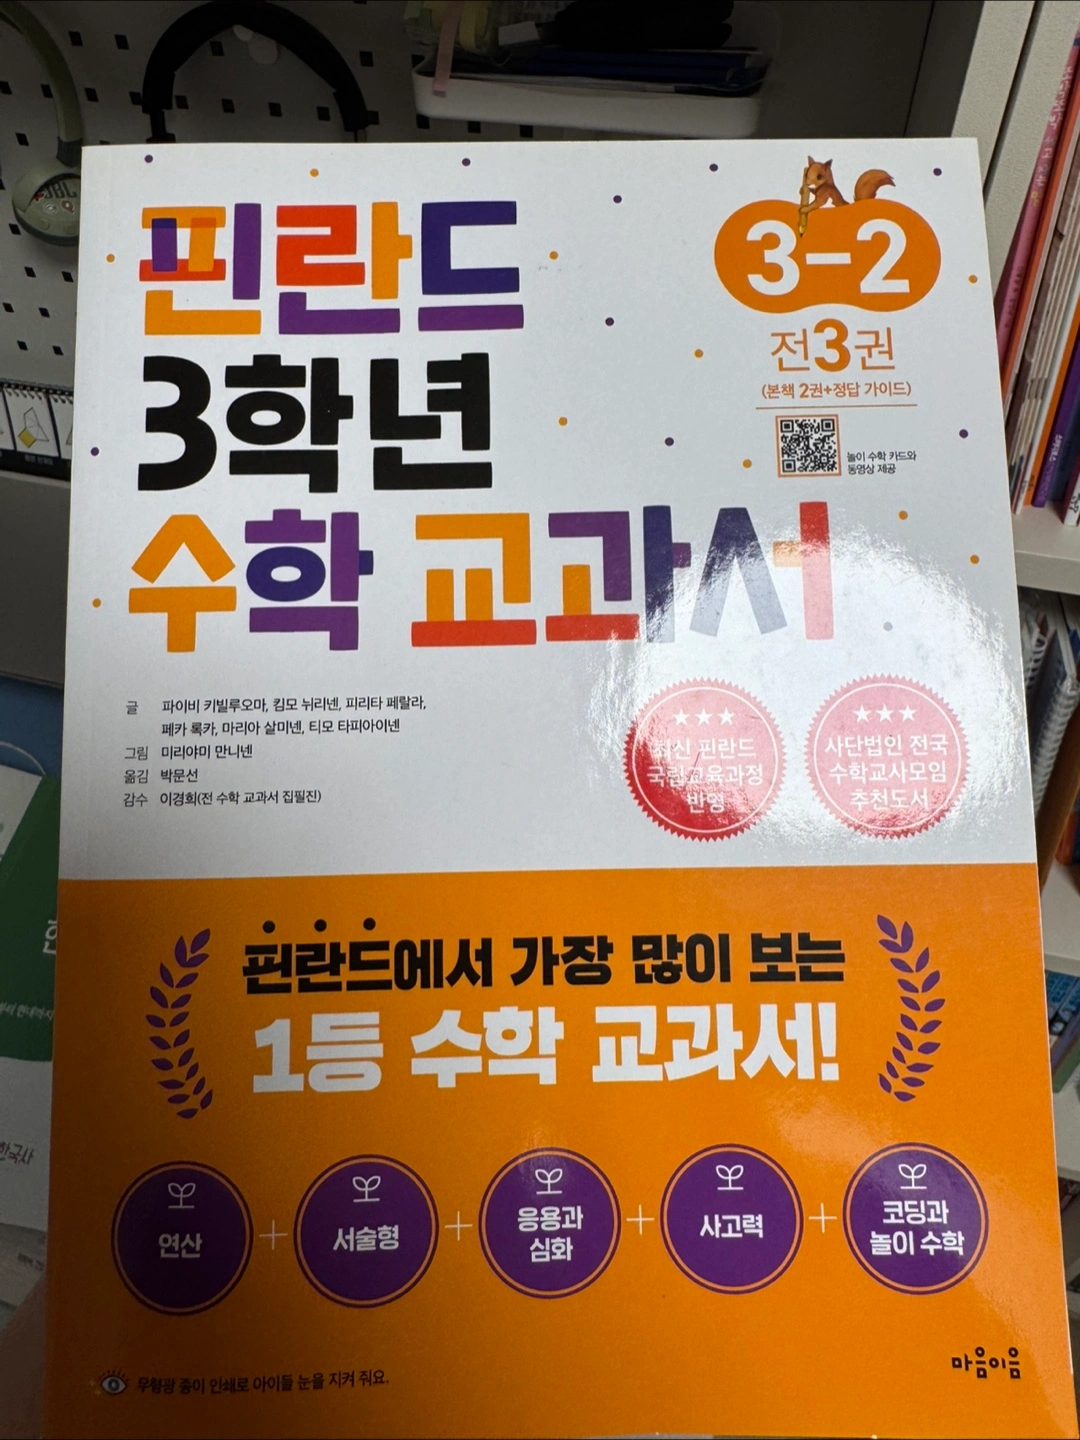 핀란드
3학년
수학 교과서
3-2
전3권
(본책 2권+정답 가이드)
놀이 수학 카드와
동영상 제공
글 파이비 키빌루오마, 킴모 뉘리넨, 피리타 페랄라,
페카 록카, 마리아 살미넨, 티모 타피아이넨
그림 미리야미 만니넨
옮김 박문선
감수 이경희(전 수학 교과서 집필진)
최신 핀란드
국립교육과정
반영
사단법인 전국
수학교사모임
추천도서
핀란드에서 가장 많이 보는
1등 수학 교과서!
연산
서술형
응용과
심화
사고력
코딩과
놀이 수학
무형광 종이 인쇄로 아이들 눈을 지켜 줘요.
마음이음
JBL
한국사